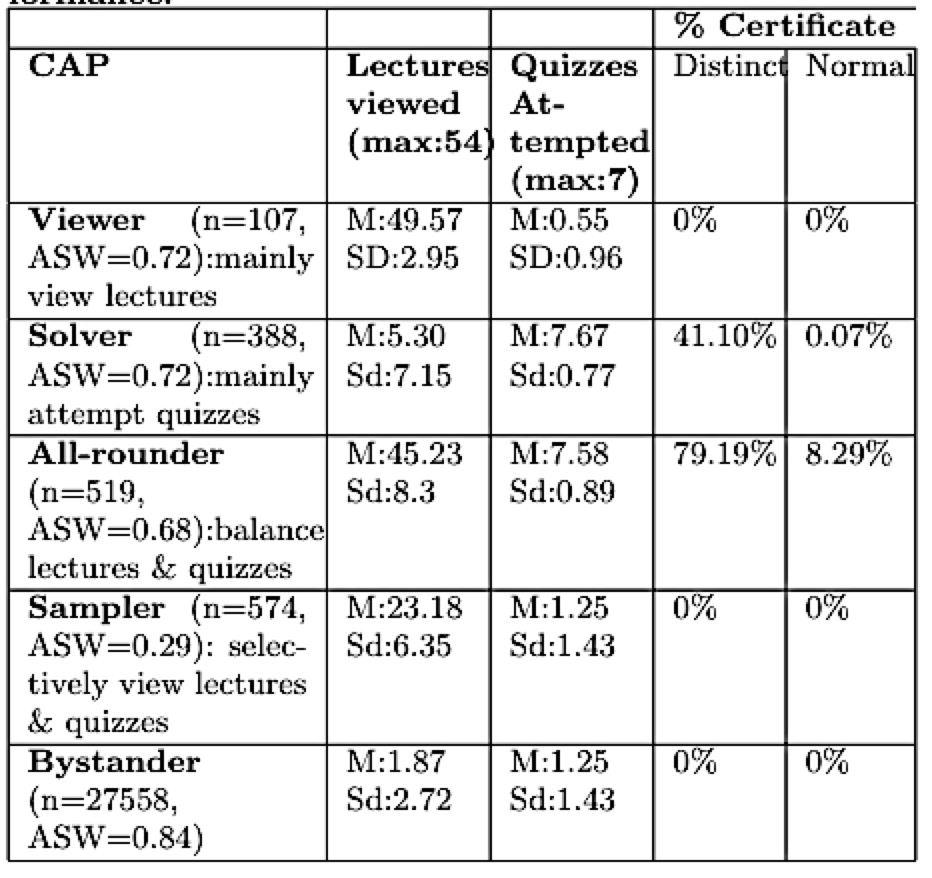 formance.
% Certificate
CAP Lectures viewed (max:54) Quizzes At- tempted (max:7) Distinct Normal
Viewer (n=107, M:49.57 M:0.55 0% 0%
ASW=0.72):mainly SD:2.95 SD:0.96
view lectures
Solver (n=388, M:5.30 M:7.67 41.10% 0.07%
ASW=0.72):mainly Sd:7.15 Sd:0.77
attempt quizzes
All-rounder M:45.23 M:7.58 79.19% 8.29%
(n=519, Sd:8.3 Sd:0.89
ASW=0.68):balance
lectures & quizzes
Sampler (n=574, M:23.18 M:1.25 0% 0%
ASW=0.29): selec- Sd:6.35 Sd:1.43
tively view lectures
& quizzes
Bystander M:1.87 M:1.25 0% 0%
(n=27558, Sd:2.72 Sd:1.43
ASW=0.84)